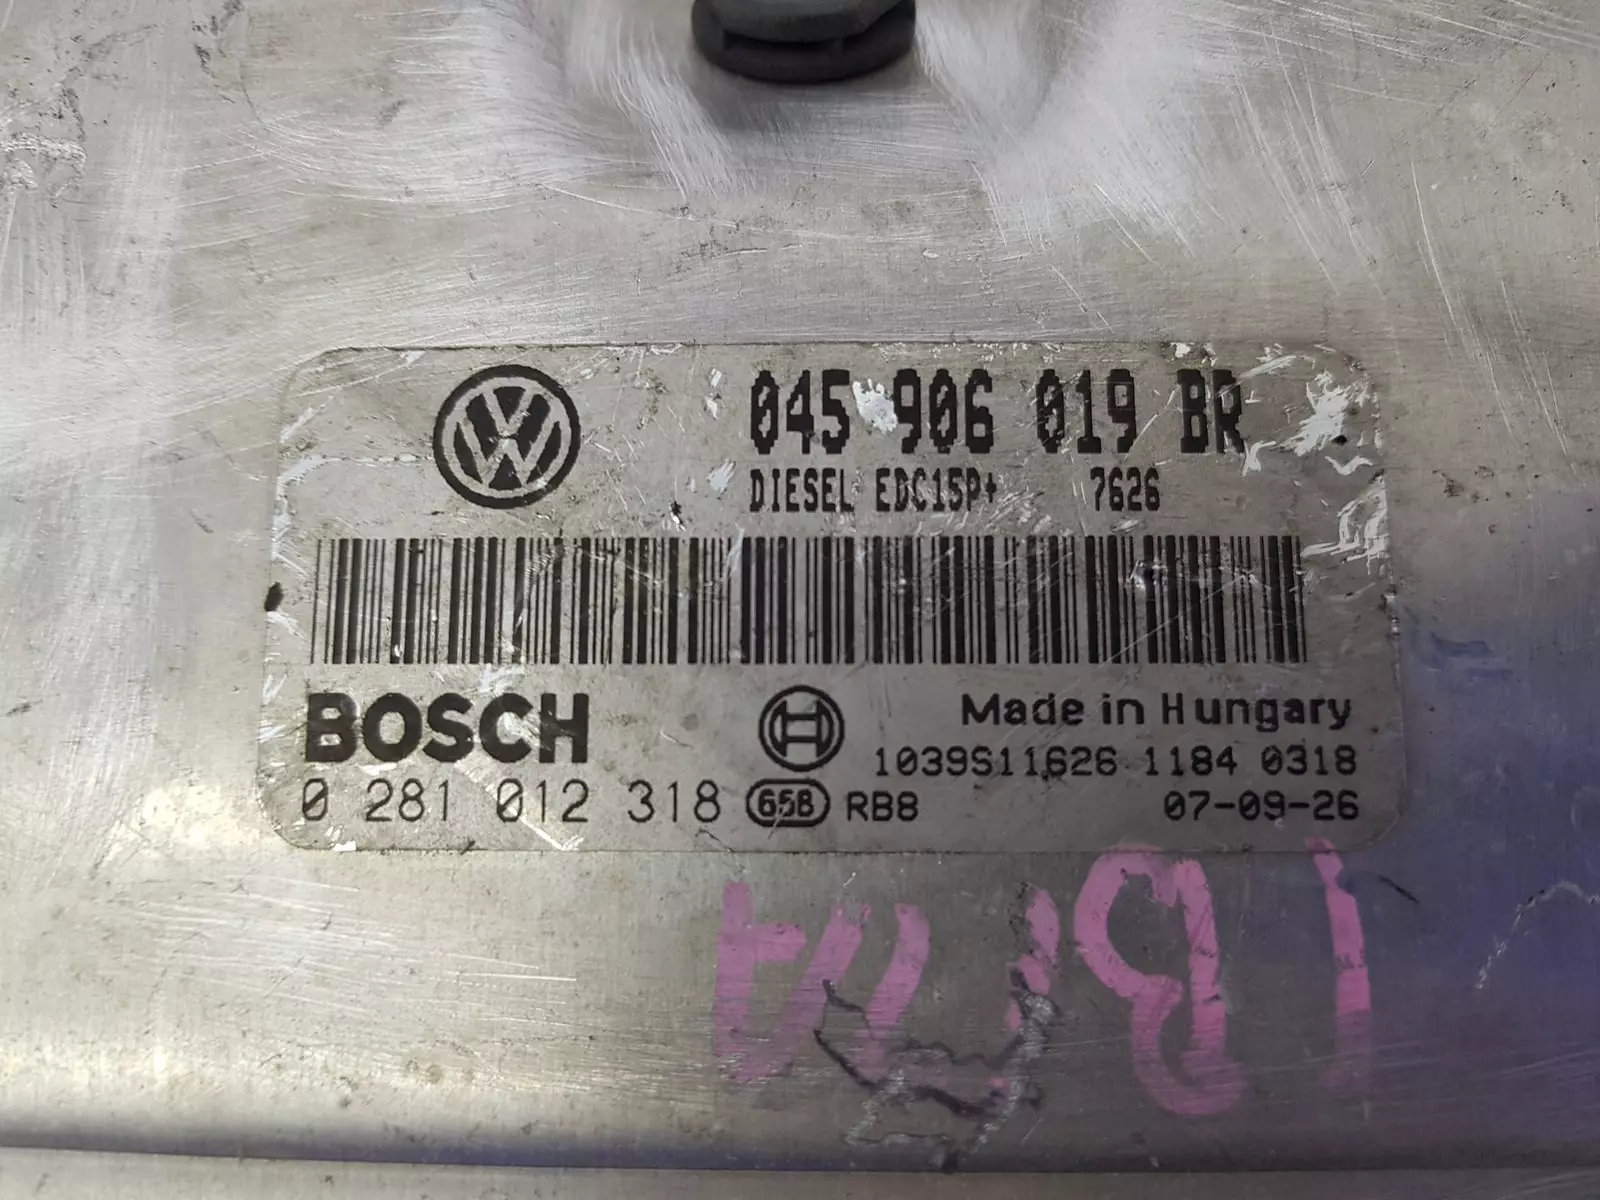 045 906 019 BR
DIESEL EDC15P+ 7626
BOSCH
Made in Hungary
1039S11626 1184 0318
0 281 012 318 65B RB8 07-09-26